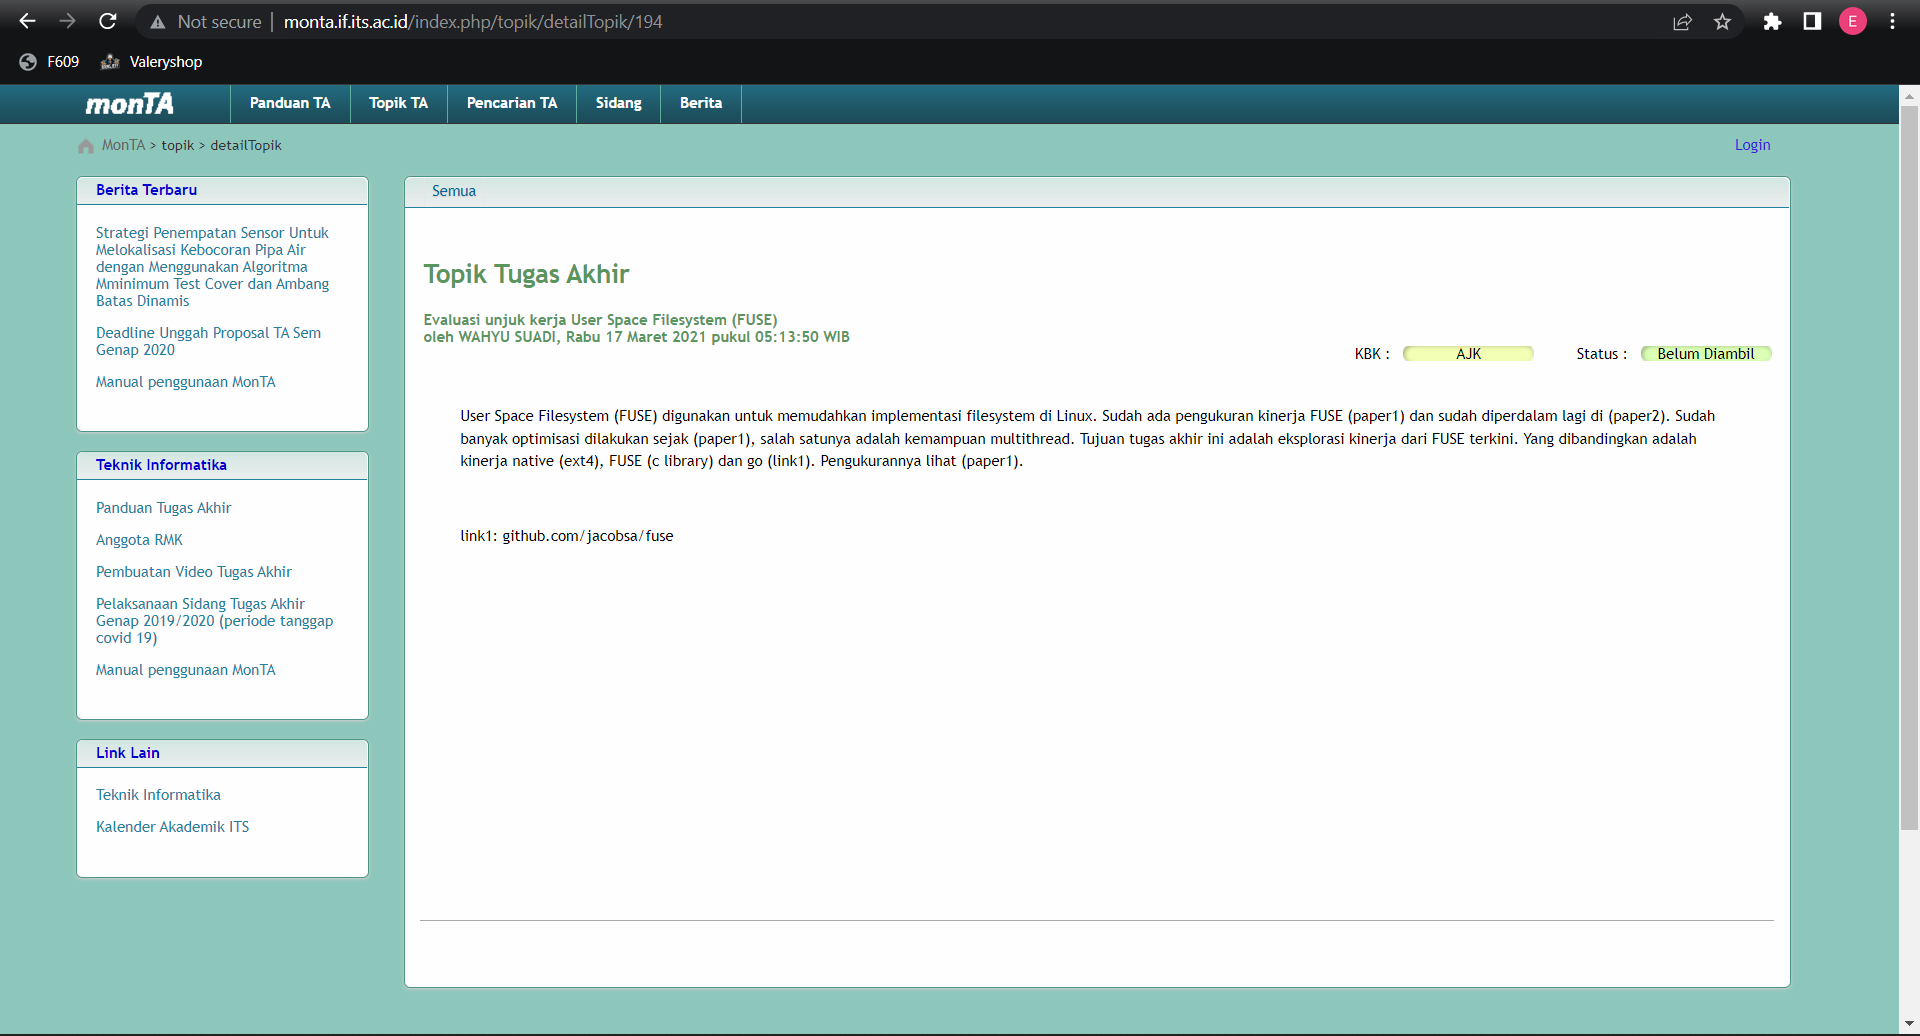 Not secure | monta.if.its.ac.id/index.php/topik/detailTopik/194
E
F609
Valeryshop
monTA
Panduan TA
Topik TA
Pencarian TA
Sidang
Berita
MonTA > topik > detailTopik
Login
Berita Terbaru
Strategi Penempatan Sensor Untuk
Melokalisasi Kebocoran Pipa Air
dengan Menggunakan Algoritma
Mminimum Test Cover dan Ambang
Batas Dinamis
Deadline Unggah Proposal TA Sem
Genap 2020
Manual penggunaan MonTA
Teknik Informatika
Panduan Tugas Akhir
Anggota RMK
Pembuatan Video Tugas Akhir
Pelaksanaan Sidang Tugas Akhir
Genap 2019/2020 (periode tanggap
covid 19)
Manual penggunaan MonTA
Link Lain
Teknik Informatika
Kalender Akademik ITS
Semua
Topik Tugas Akhir
Evaluasi unjuk kerja User Space Filesystem (FUSE)
oleh WAHYU SUADI, Rabu 17 Maret 2021 pukul 05:13:50 WIB
KBK : AJK Status : Belum Diambil
User Space Filesystem (FUSE) digunakan untuk memudahkan implementasi filesystem di Linux. Sudah ada pengukuran kinerja FUSE (paper1) dan sudah diperdalam lagi di (paper2). Sudah
banyak optimisasi dilakukan sejak (paper1), salah satunya adalah kemampuan multithread. Tujuan tugas akhir ini adalah eksplorasi kinerja dari FUSE terkini. Yang dibandingkan adalah
kinerja native (ext4), FUSE (c library) dan go (link1). Pengukurannya lihat (paper1).
link1: github.com/jacobsa/fuse